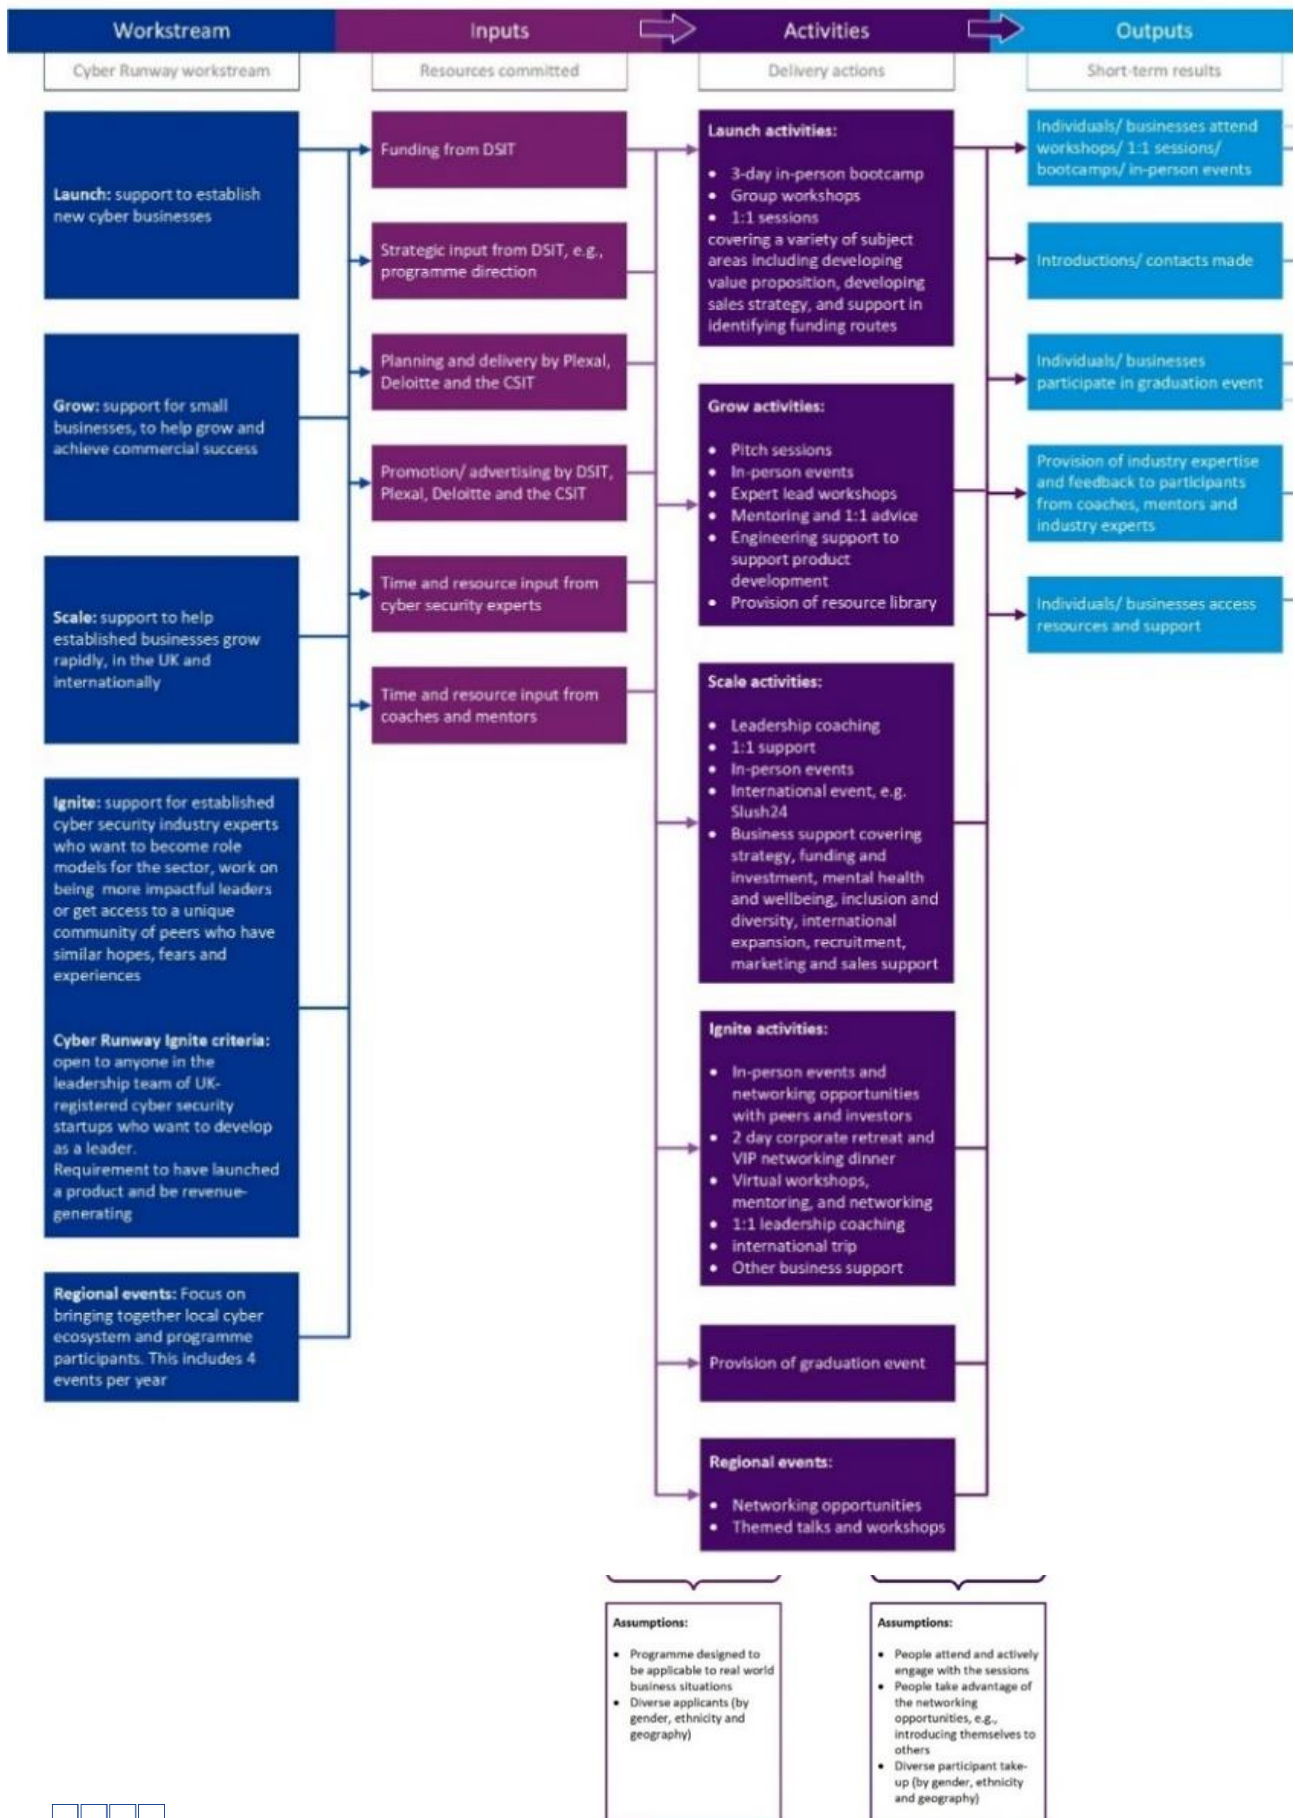 Workstream
Inputs
Activities
Outputs
Cyber Runway workstream
Resources committed
Delivery actions
Short-term results
Launch: support to establish
new cyber businesses
Grow: support for small
businesses, to help grow and
achieve commercial success
Scale: support to help
established businesses grow
rapidly, in the UK and
internationally
Ignite: support for established
cyber security industry experts
who want to become role
models for the sector, work on
being more impactful leaders
or get access to a unique
community of peers who have
similar hopes, fears and
experiences
Cyber Runway Ignite criteria:
open to anyone in the
leadership team of UK-
registered cyber security
startups who want to develop
as a leader.
Requirement to have launched
a product and be revenue-
generating
Regional events: Focus on
bringing together local cyber
ecosystem and programme
participants. This includes 4
events per year
Funding from DSIT
Strategic input from DSIT, e.g.,
programme direction
Planning and delivery by Plexal,
Deloitte and the CSIT
Promotion/ advertising by DSIT,
Plexal, Deloitte and the CSIT
Time and resource input from
cyber security experts
Time and resource input from
coaches and mentors
Launch activities:
• 3-day in-person bootcamp
• Group workshops
• 1:1 sessions
covering a variety of subject
areas including developing
value proposition, developing
sales strategy, and support in
identifying funding routes
Grow activities:
• Pitch sessions
• In-person events
• Expert lead workshops
• Mentoring and 1:1 advice
• Engineering support to
support product
development
• Provision of resource library
Scale activities:
• Leadership coaching
• 1:1 support
• In-person events
• International event, e.g.
Slush24
• Business support covering
strategy, funding and
investment, mental health
and wellbeing, inclusion and
diversity, international
expansion, recruitment,
marketing and sales support
Ignite activities:
• In-person events and
networking opportunities
with peers and investors
• 2 day corporate retreat and
VIP networking dinner
• Virtual workshops,
mentoring, and networking
• 1:1 leadership coaching
• international trip
• Other business support
Provision of graduation event
Regional events:
• Networking opportunities
• Themed talks and workshops
Individuals/ businesses attend
workshops/ 1:1 sessions/
bootcamps/ in-person events
Introductions/ contacts made
Individuals/ businesses
participate in graduation event
Provision of industry expertise
and feedback to participants
from coaches, mentors and
industry experts
Individuals/ businesses access
resources and support
Assumptions:
• Programme designed to
be applicable to real world
business situations
• Diverse applicants (by
gender, ethnicity and
geography)
Assumptions:
• People attend and actively
engage with the sessions
• People take advantage of
the networking
opportunities, e.g.,
introducing themselves to
others
• Diverse participant take-
up (by gender, ethnicity
and geography)